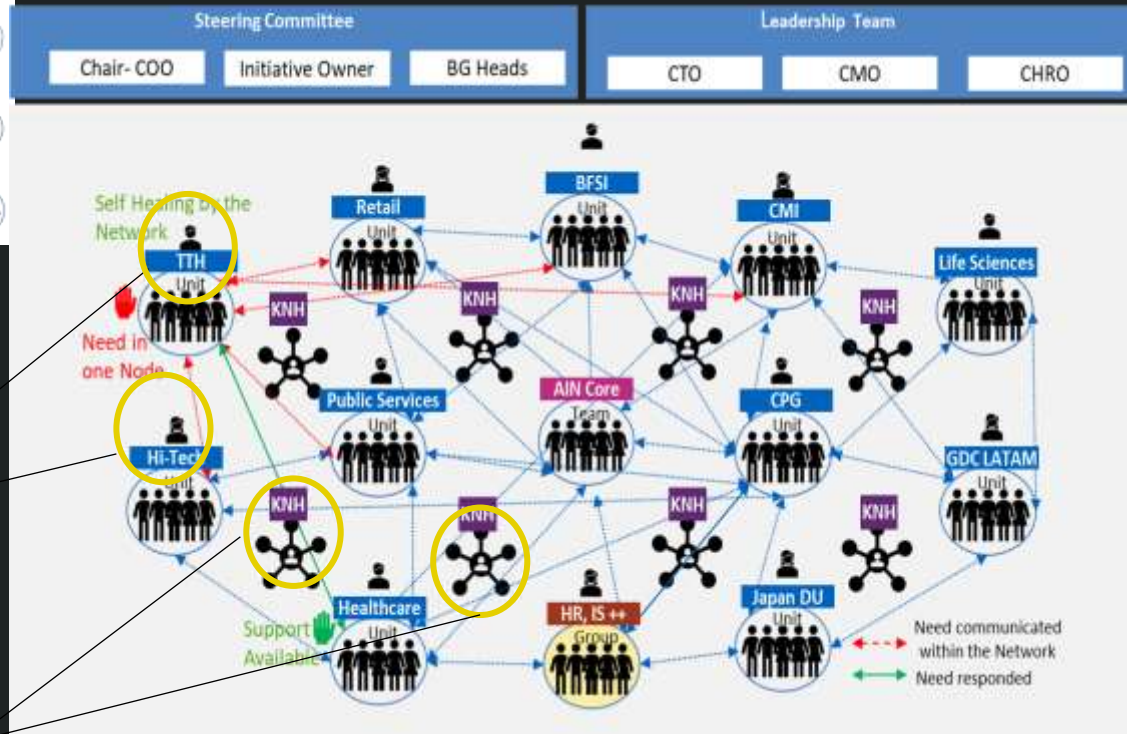 Steering Committee
Leadership Team
Chair- COO
Initiative Owner
BG Heads
CTO
CMO
CHRO
BFSI
Unit
Self Healing by the
Network
Retail
Unit
CMI
Unit
TTH
Unit
Life Sciences
Unit
KNH
KNH
KNH
KNH
Need in
one Node
Public Services
Unit
AIN Core
Team
CPG
Unit
Hi-Tech
Unit
GDC LATAM
Unit
KNH
KNH
KNH
KNH
Healthcare
Unit
HR, IS ++
Group
Japan DU
Unit
Support
Available
Need communicated
within the Network
Need responded